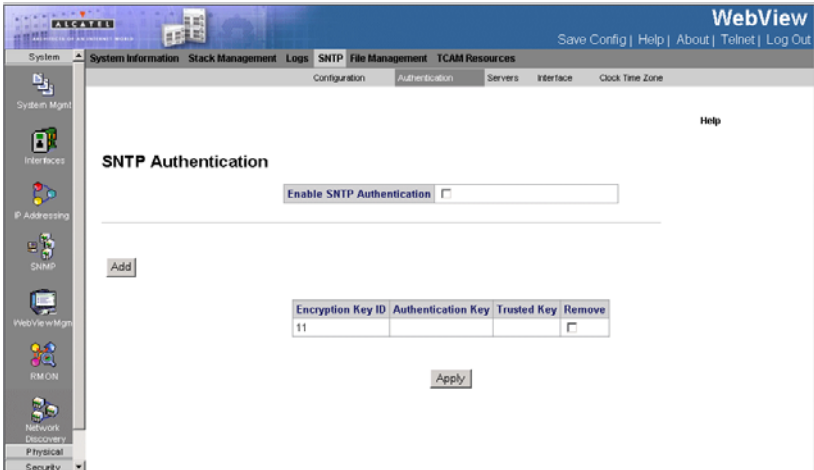 ALCATEL
WebView
Save Config | Help | About | Telnet | Log Out
System
System Information Stack Management Logs SNTP File Management TCAM Resources
Configuration Authentication Servers Interface Clock Time Zone
System Mgmt
Help
Interfaces
SNTP Authentication
Enable SNTP Authentication
IP Addressing
SNMP
Add
Encryption Key ID Authentication Key Trusted Key Remove
11
WebViewMgm
RMON
Apply
Network
Discovery
Physical
Security